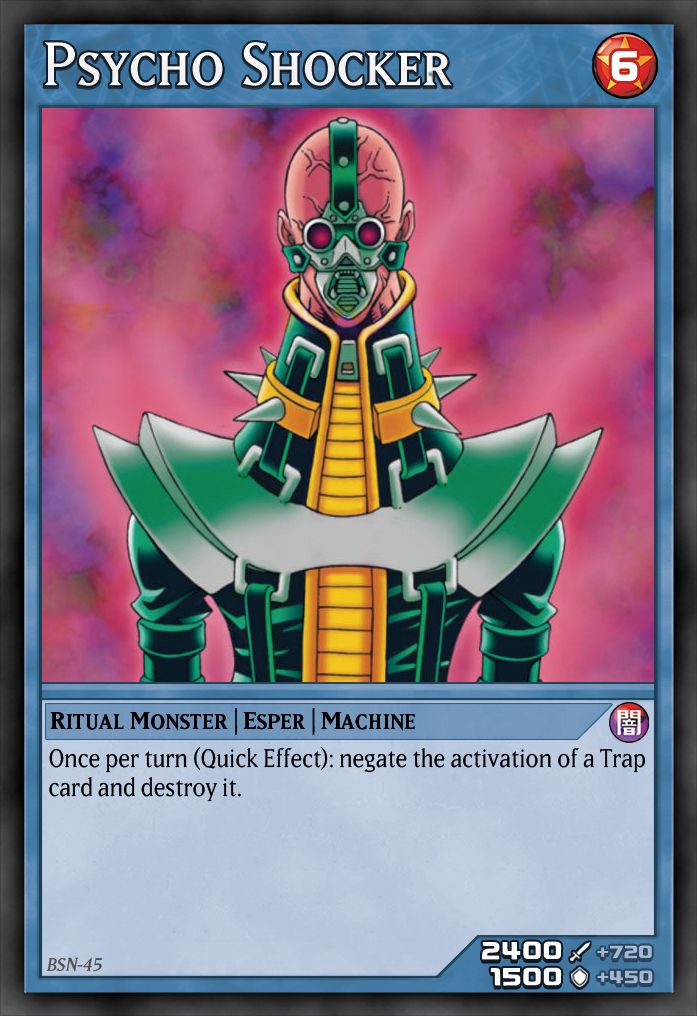 Psycho Shocker
6
Ritual Monster | Esper | Machine
闇
Once per turn (Quick Effect): negate the activation of a Trap
card and destroy it.
2400 +720
BSN-45
1500 +450